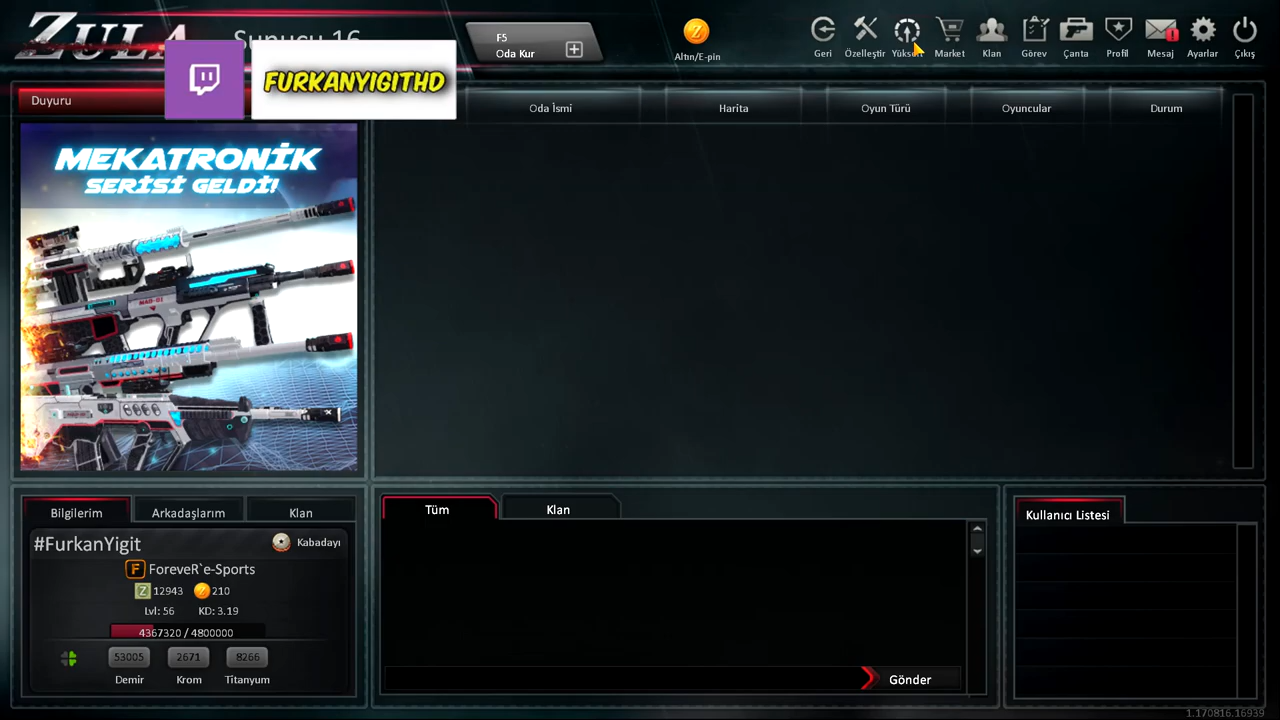 ZULA
Sunucu 16
FURKANYIGITHD
F5
Oda Kur
Altın/E-pin
Geri
Özelleştir
Yükselt
Market
Klan
Görev
Çanta
Profil
Mesaj
Ayarlar
Çıkış
Duyuru
Oda İsmi
Harita
Oyun Türü
Oyuncular
Durum
MEKATRONİK
SERİSİ GELDİ!
MAD-01
Bilgilerim
Arkadaşlarım
Klan
#FurkanYigit
Kabadayı
F ForeveR`e-Sports
Z 12943
Z 210
Lvl: 56
KD: 3.19
4367320 / 4800000
53005
2671
8266
Demir
Krom
Titanyum
Tüm
Klan
Gönder
Kullanıcı Listesi
1.170816.16939